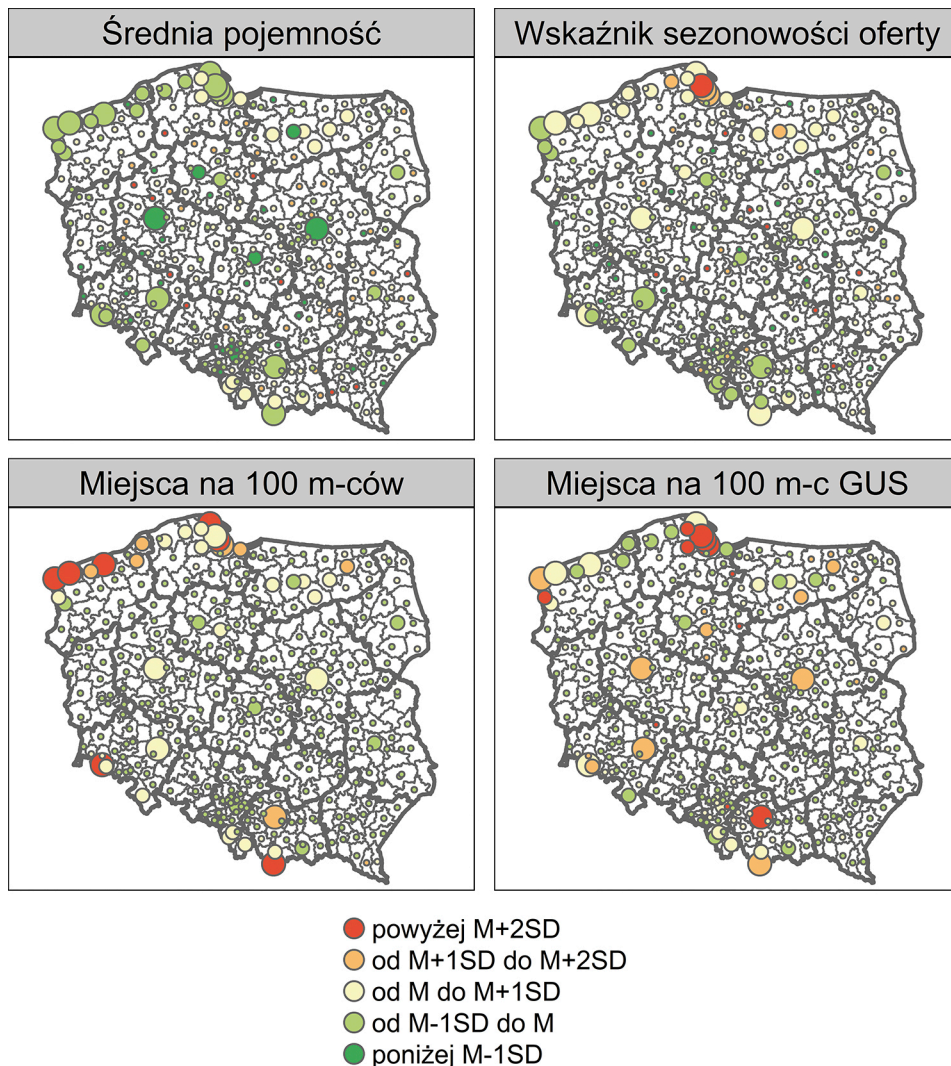 Średnia pojemność
Wskaźnik sezonowości oferty
Miejsca na 100 m-ców
Miejsca na 100 m-c GUS
powyżej M+2SD
od M+1SD do M+2SD
od M do M+1SD
od M-1SD do M
poniżej M-1SD